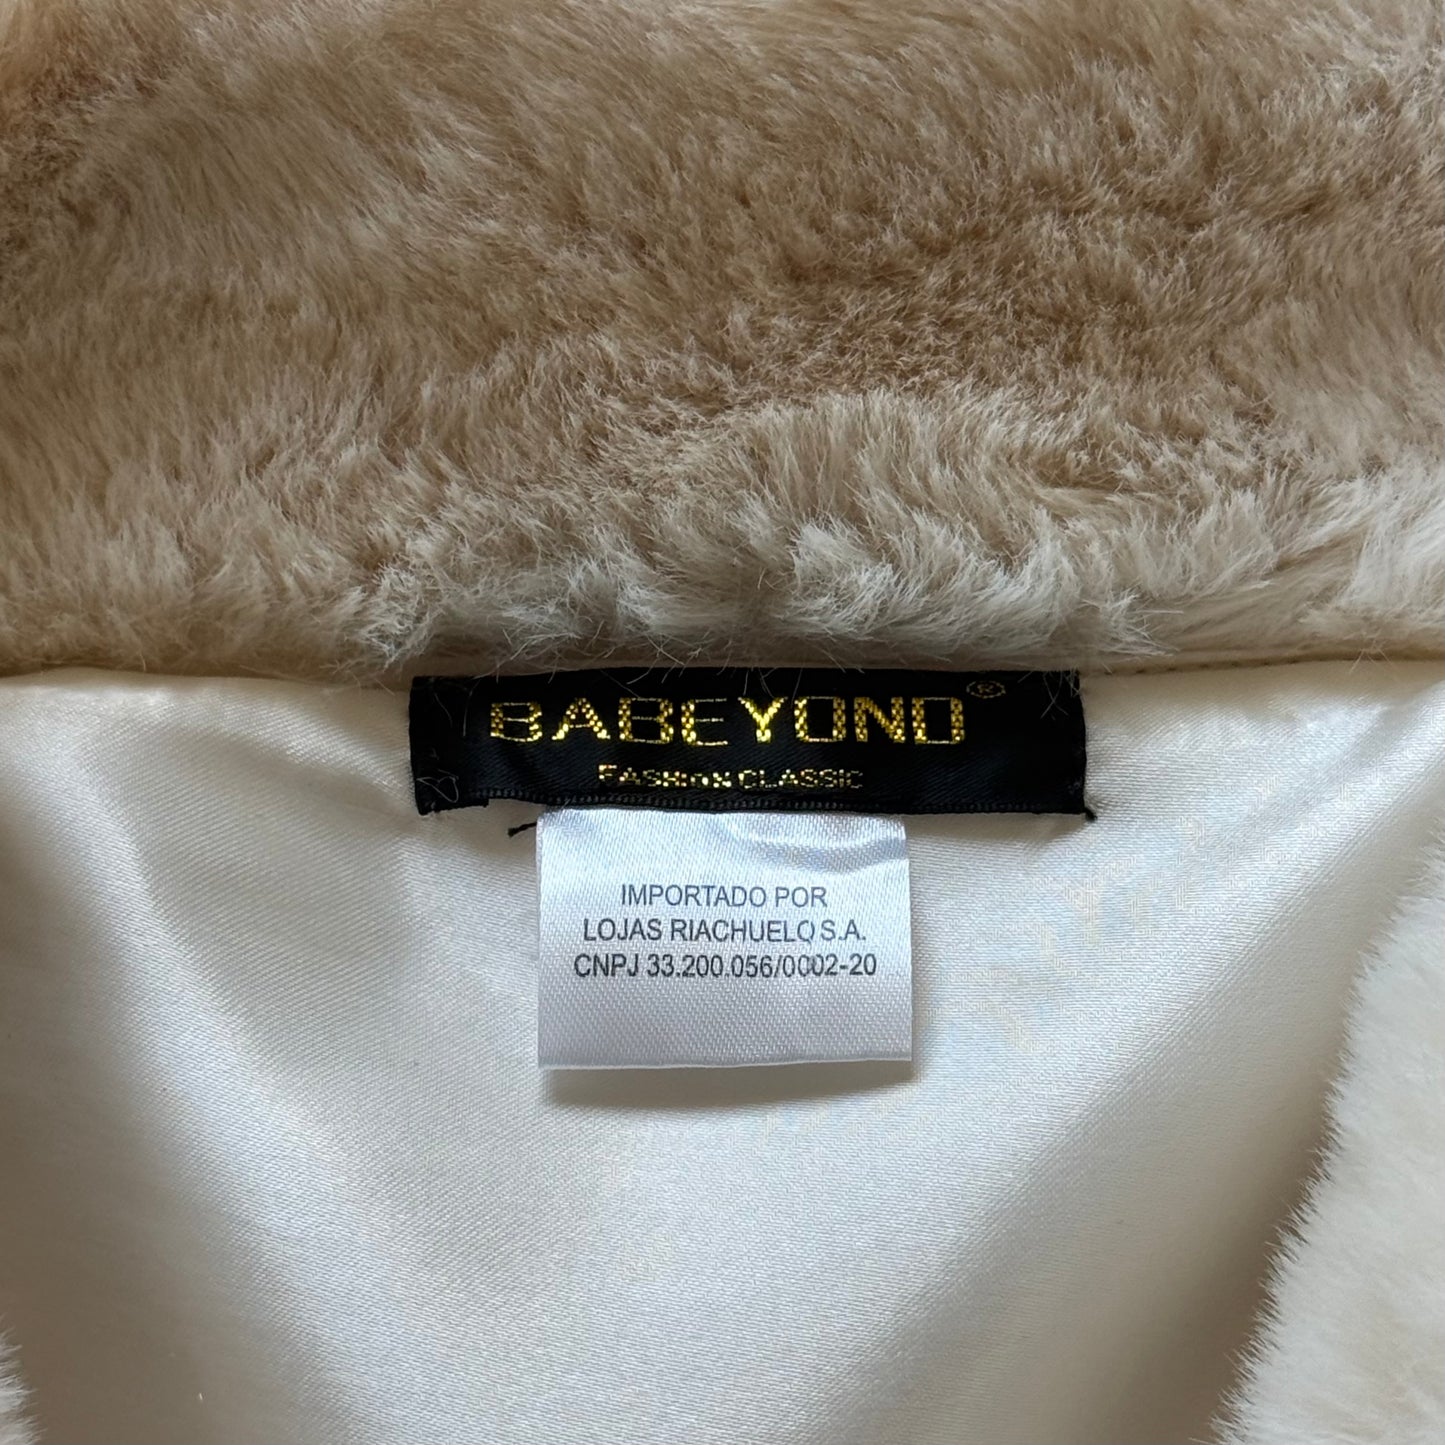 BABEYOND®
FASHION CLASSIC
IMPORTADO POR
LOJAS RIACHUELO S.A.
CNPJ 33.200.056/0002-20